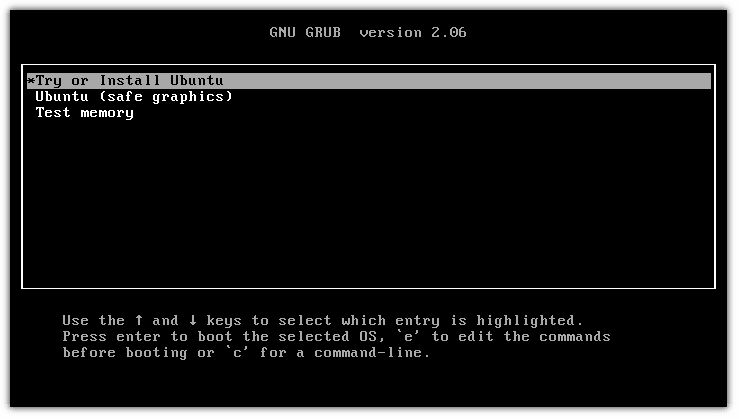 GNU GRUB  version 2.06
*Try or Install Ubuntu
Ubuntu (safe graphics)
Test memory
Use the ↑ and ↓ keys to select which entry is highlighted.
Press enter to boot the selected OS, `e' to edit the commands
before booting or `c' for a command-line.